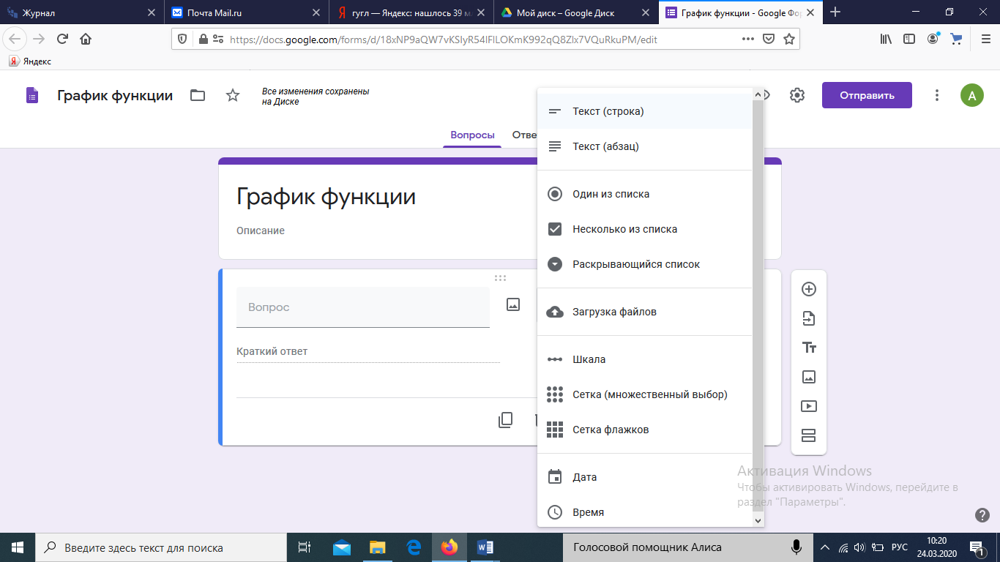 Журнал
Почта Mail.ru
гугл — Яндекс: нашлось 39 м
Мой диск – Google Диск
График функции - Google Фо
https://docs.google.com/forms/d/18xNP9aQW7vKSlyR54lFlLOKmK992qQ8Zlx7VQuRkuPM/edit
Яндекс
График функции
Все изменения сохранены
на Диске
Отправить
А
Вопросы
Отве
График функции
Описание
Вопрос
Краткий ответ
Текст (строка)
Текст (абзац)
Один из списка
Несколько из списка
Раскрывающийся список
Загрузка файлов
Шкала
Сетка (множественный выбор)
Сетка флажков
Дата
Время
Активация Windows
Чтобы активировать Windows, перейдите в
раздел "Параметры".
Введите здесь текст для поиска
Голосовой помощник Алиса
РУС
10:20
24.03.2020
1